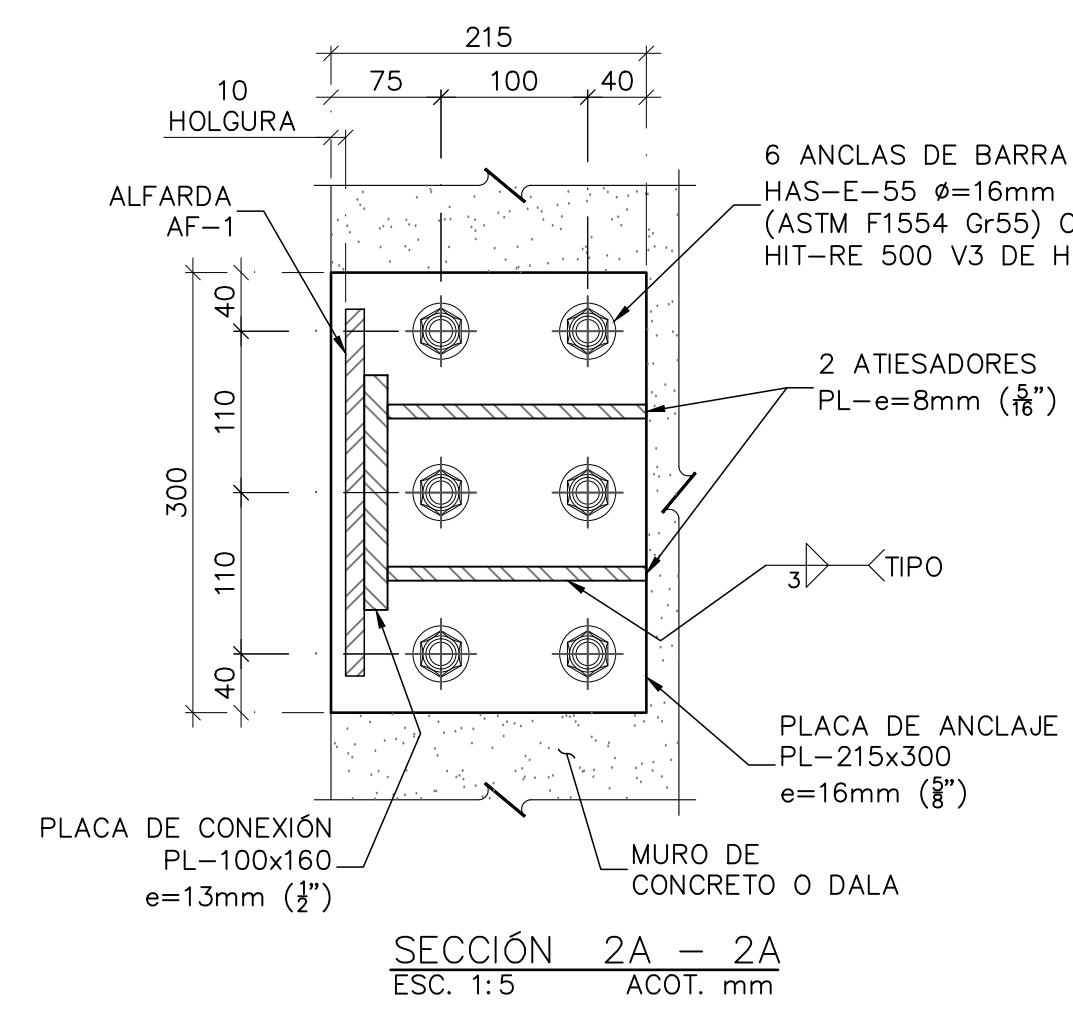 215
75
100
40
10
HOLGURA
6 ANCLAS DE BARRA
HAS-E-55 ø=16mm
(ASTM F1554 Gr55)
HIT-RE 500 V3 DE
ALFARDA
AF-1
40
110
300
110
40
2 ATIESADORES
PL-e=8mm (5/16")
3
TIPO
PLACA DE ANCLAJE
PL-215x300
e=16mm (5/8")
PLACA DE CONEXIÓN
PL-100x160
e=13mm (1/2")
MURO DE
CONCRETO O DALA
SECCIÓN 2A - 2A
ESC. 1:5 ACOT. mm